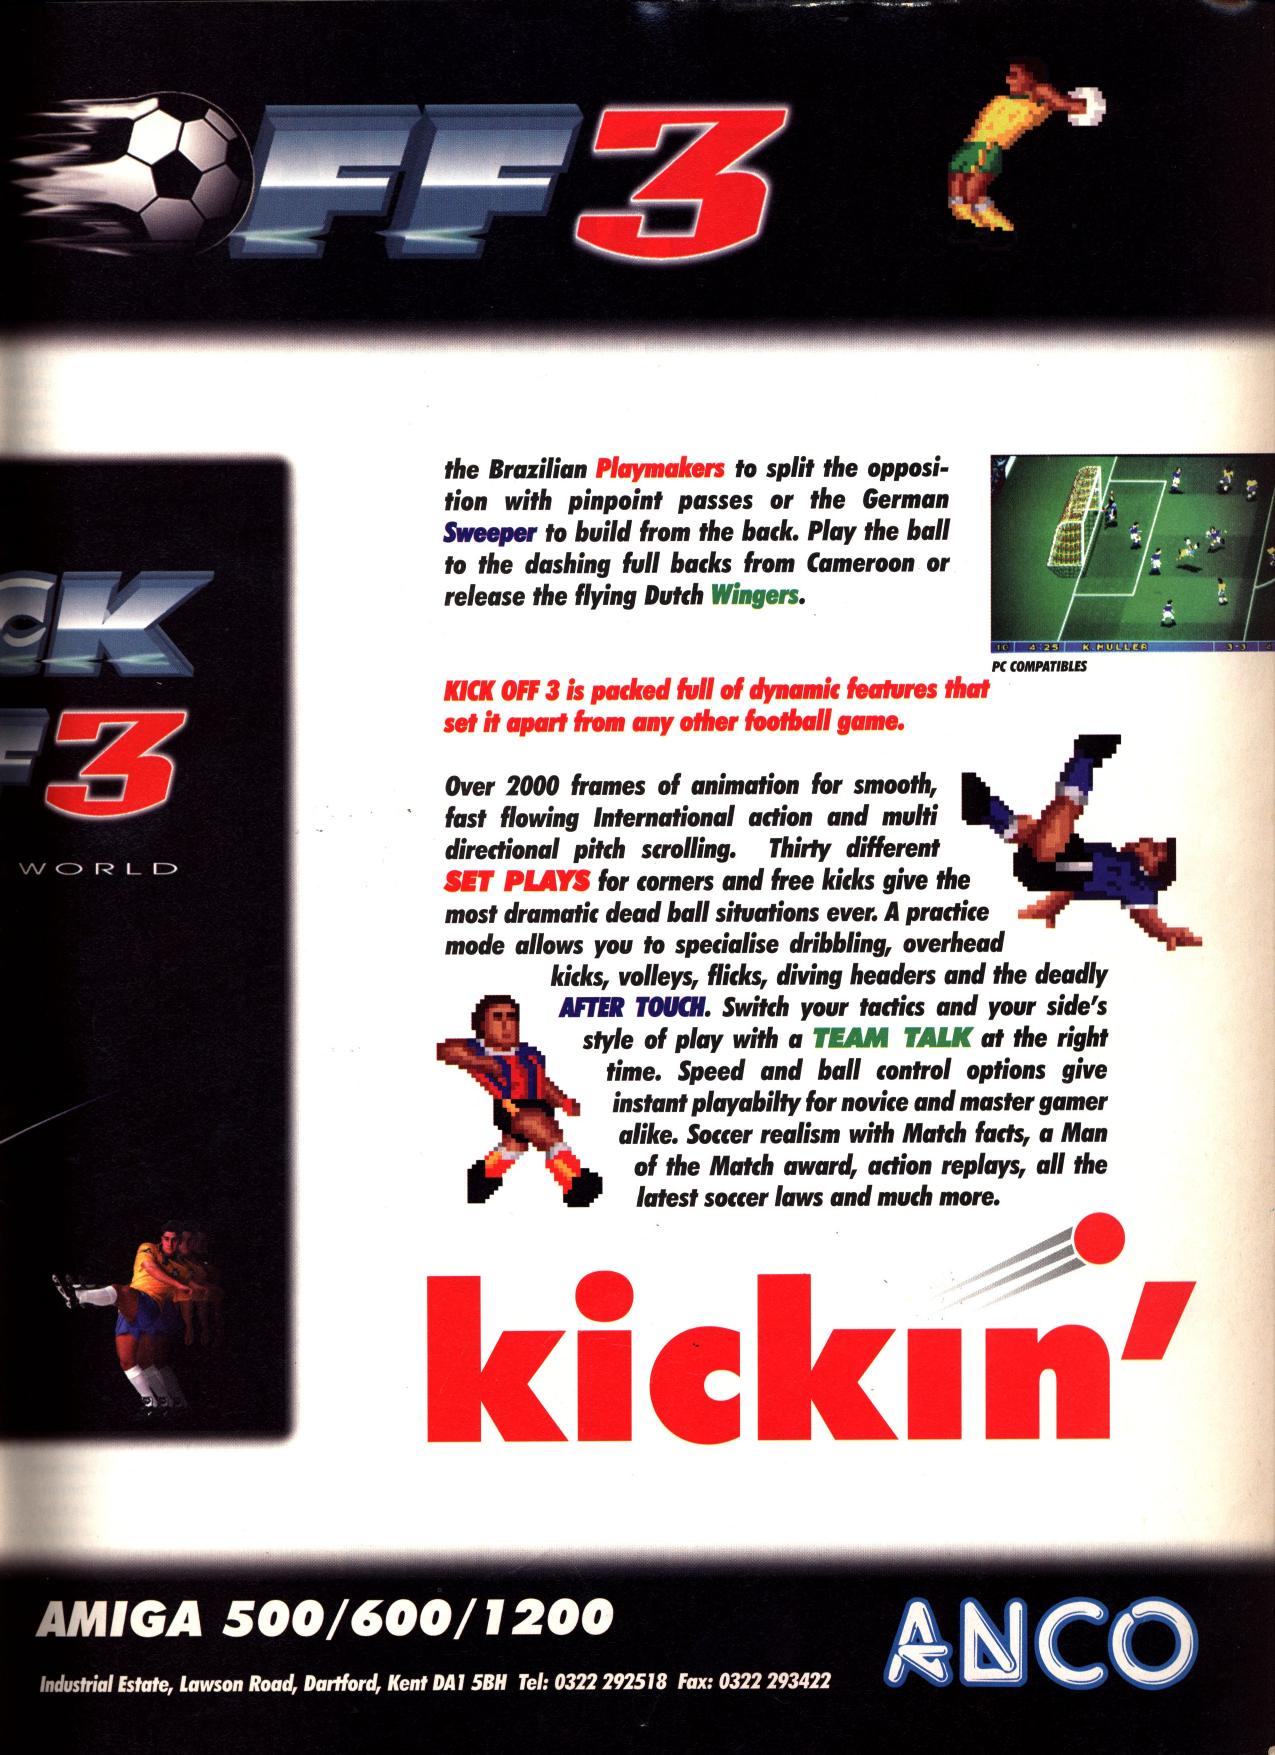 OFF 3
the Brazilian Playmakers to split the opposi-
tion with pinpoint passes or the German
Sweeper to build from the back. Play the ball
to the dashing full backs from Cameroon or
release the flying Dutch Wingers.
10 4:25 K.MULLER 3-3
PC COMPATIBLES
KICK OFF 3 is packed full of dynamic features that
set it apart from any other football game.
CK
F 3
WORLD
Over 2000 frames of animation for smooth,
fast flowing International action and multi
directional pitch scrolling. Thirty different
SET PLAYS for corners and free kicks give the
most dramatic dead ball situations ever. A practice
mode allows you to specialise dribbling, overhead
kicks, volleys, flicks, diving headers and the deadly
AFTER TOUCH. Switch your tactics and your side's
style of play with a TEAM TALK at the right
time. Speed and ball control options give
instant playabilty for novice and master gamer
alike. Soccer realism with Match facts, a Man
of the Match award, action replays, all the
latest soccer laws and much more.
kickin'
AMIGA 500/600/1200
ANCO
Industrial Estate, Lawson Road, Dartford, Kent DA1 5BH Tel: 0322 292518 Fax: 0322 293422